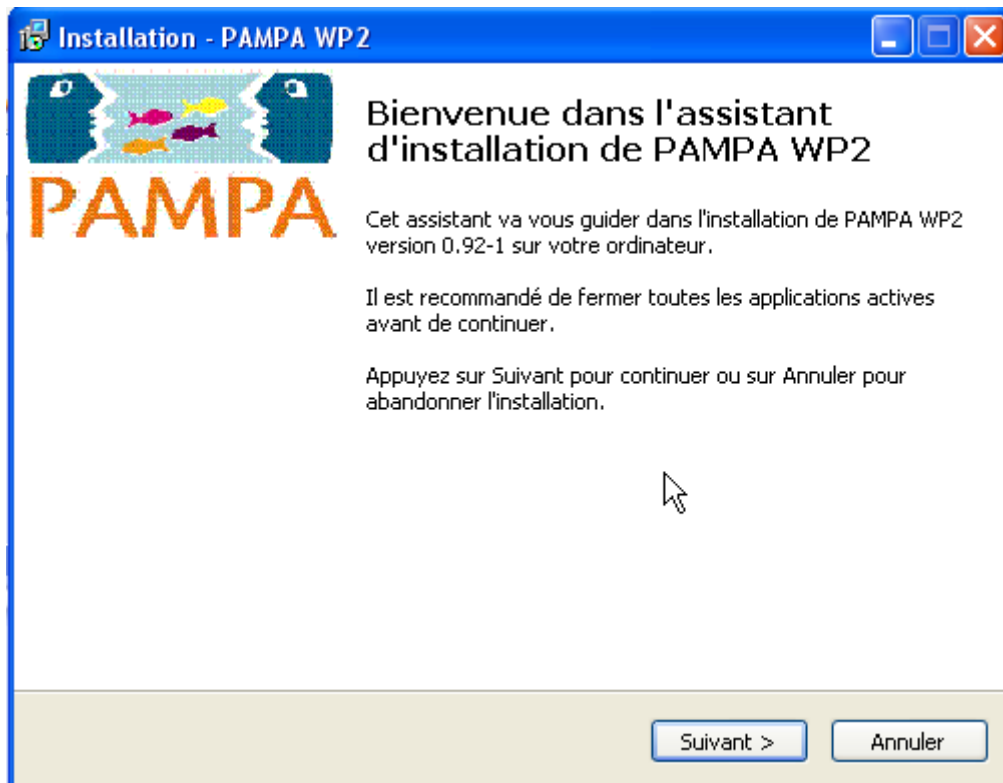 Installation - PAMPA WP2
PAMPA
Bienvenue dans l'assistant
d'installation de PAMPA WP2
Cet assistant va vous guider dans l'installation de PAMPA WP2
version 0.92-1 sur votre ordinateur.
Il est recommandé de fermer toutes les applications actives
avant de continuer.
Appuyez sur Suivant pour continuer ou sur Annuler pour
abandonner l'installation.
Suivant >
Annuler